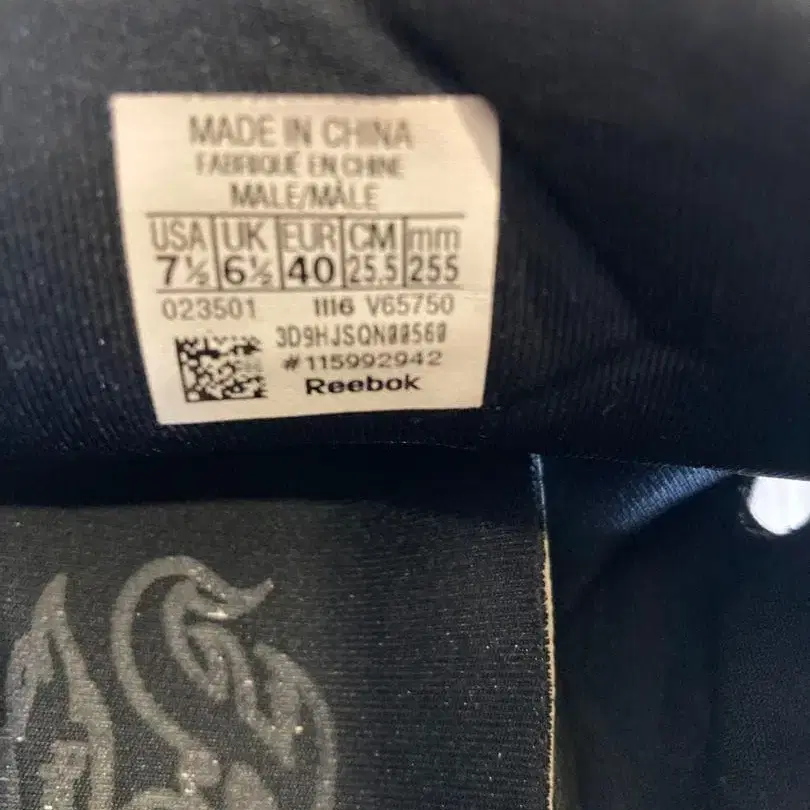 MADE IN CHINA
FABRIQUÉ EN CHINE
MALE/MÂLE
USA UK EUR CM mm
7½ 6½ 40 25.5 255
023501 1116 V65750
3D9HJSQN00560
#115992942
Reebok